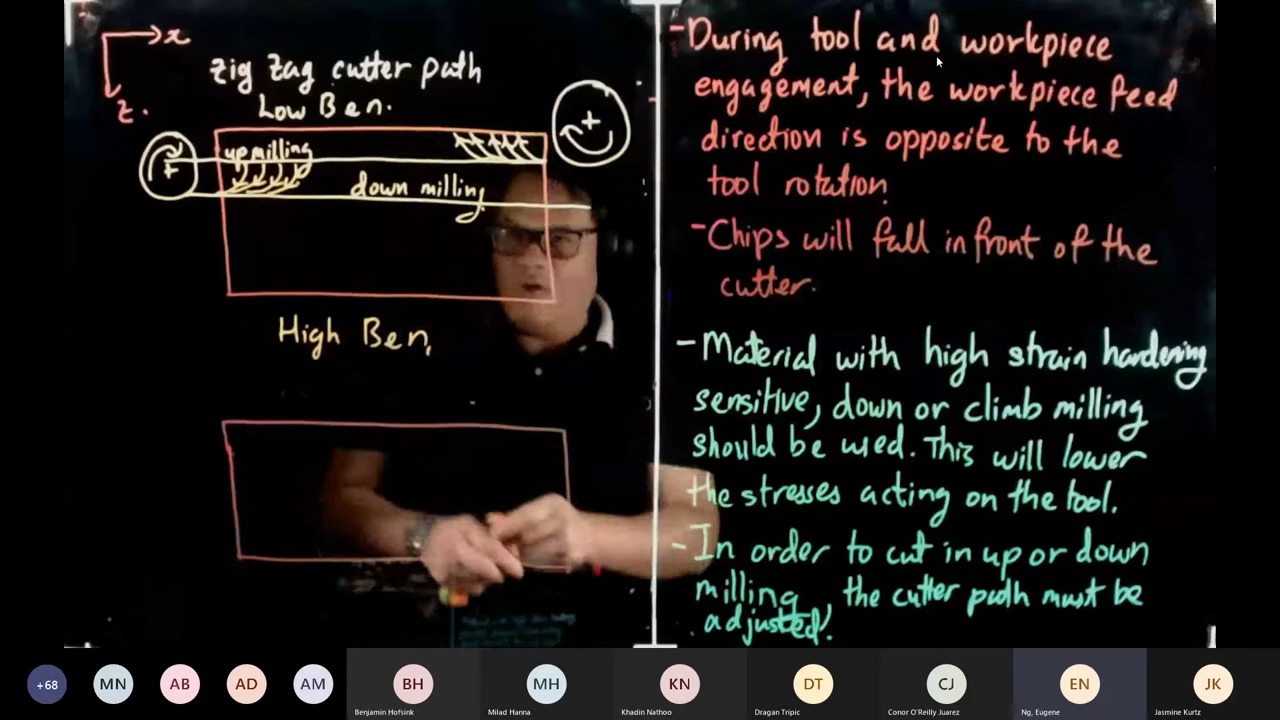 x
z.
zig zag cutter path
Low Ben.
up milling
down milling
High Ben,
- During tool and workpiece
engagement, the workpiece feed
direction is opposite to the
tool rotation.
- Chips will fall in front of the
cutter.
- Material with high strain hardening
sensitive, down or climb milling
should be used. This will lower
the stresses acting on the tool.
- In order to cut in up or down
milling, the cutter path must be
adjusted!
+68
MN
AB
AD
AM
BH
MH
KN
DT
CJ
EN
JK
Benjamin Hofsink
Milad Hanna
Khadin Nathoo
Dragan Tripic
Conor O'Reilly Juarez
Ng, Eugene
Jasmine Kurtz